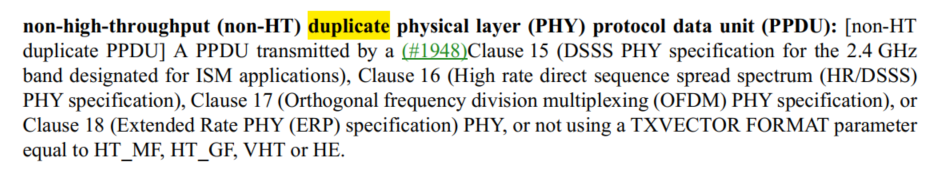 non-high-throughput (non-HT) duplicate physical layer (PHY) protocol data unit (PPDU): [non-HT
duplicate PPDU] A PPDU transmitted by a (#1948)Clause 15 (DSSS PHY specification for the 2.4 GHz
band designated for ISM applications), Clause 16 (High rate direct sequence spread spectrum (HR/DSSS)
PHY specification), Clause 17 (Orthogonal frequency division multiplexing (OFDM) PHY specification), or
Clause 18 (Extended Rate PHY (ERP) specification) PHY, or not using a TXVECTOR FORMAT parameter
equal to HT_MF, HT_GF, VHT or HE.